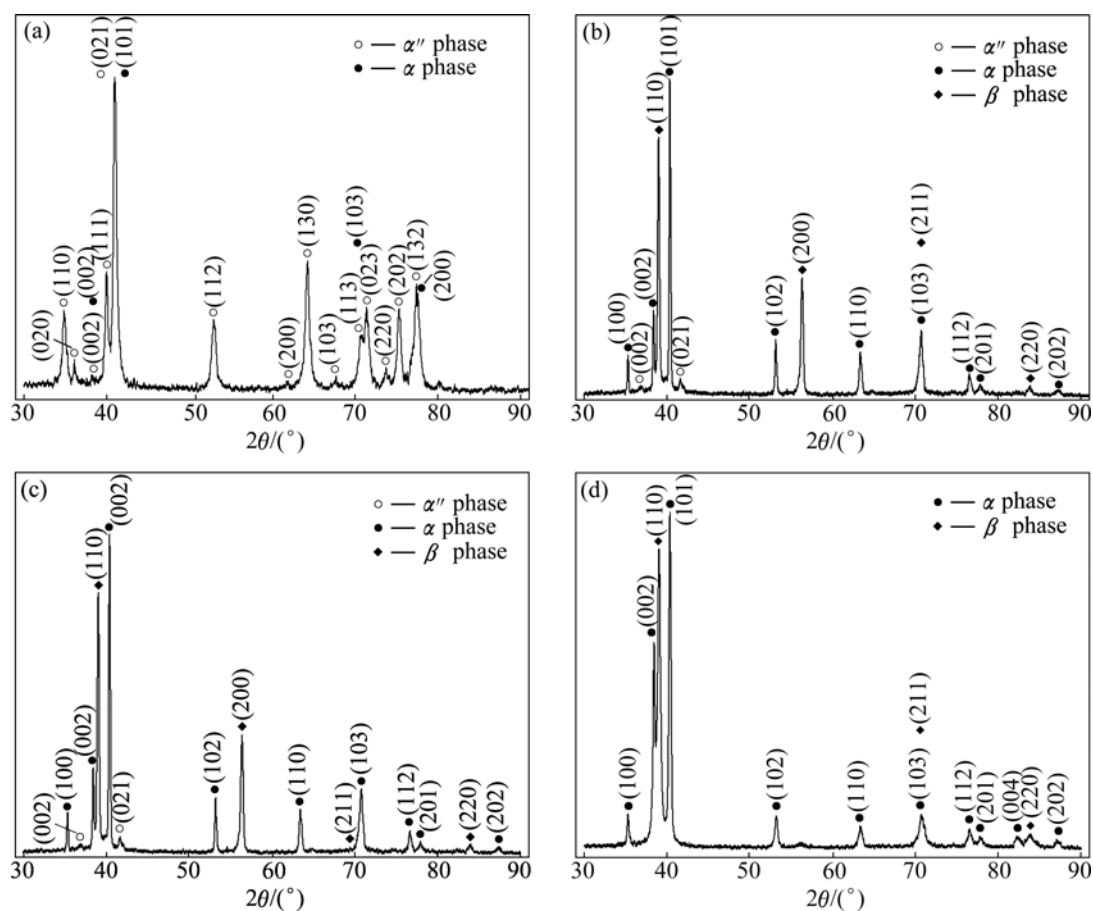 (a)
○ — α″ phase
● — α phase
(021)
(101)
(020)
(110)
(002)
(002)
(111)
(112)
(200)
(130)
(103)
(113)
(103)
(023)
(220)
(202)
(132)
(200)
30 40 50 60 70 80 90
2θ/(°)
(b)
○ — α″ phase
● — α phase
◆ — β phase
(100)
(002)
(002)
(110)
(101)
(021)
(102)
(200)
(110)
(211)
(103)
(112)
(201)
(220)
(202)
30 40 50 60 70 80 90
2θ/(°)
(c)
○ — α″ phase
● — α phase
◆ — β phase
(002)
(100)
(002)
(110)
(002)
(021)
(102)
(200)
(110)
(211)
(103)
(112)
(201)
(220)
(202)
30 40 50 60 70 80 90
2θ/(°)
(d)
● — α phase
◆ — β phase
(100)
(002)
(110)
(101)
(102)
(110)
(211)
(103)
(112)
(201)
(004)
(220)
(202)
30 40 50 60 70 80 90
2θ/(°)